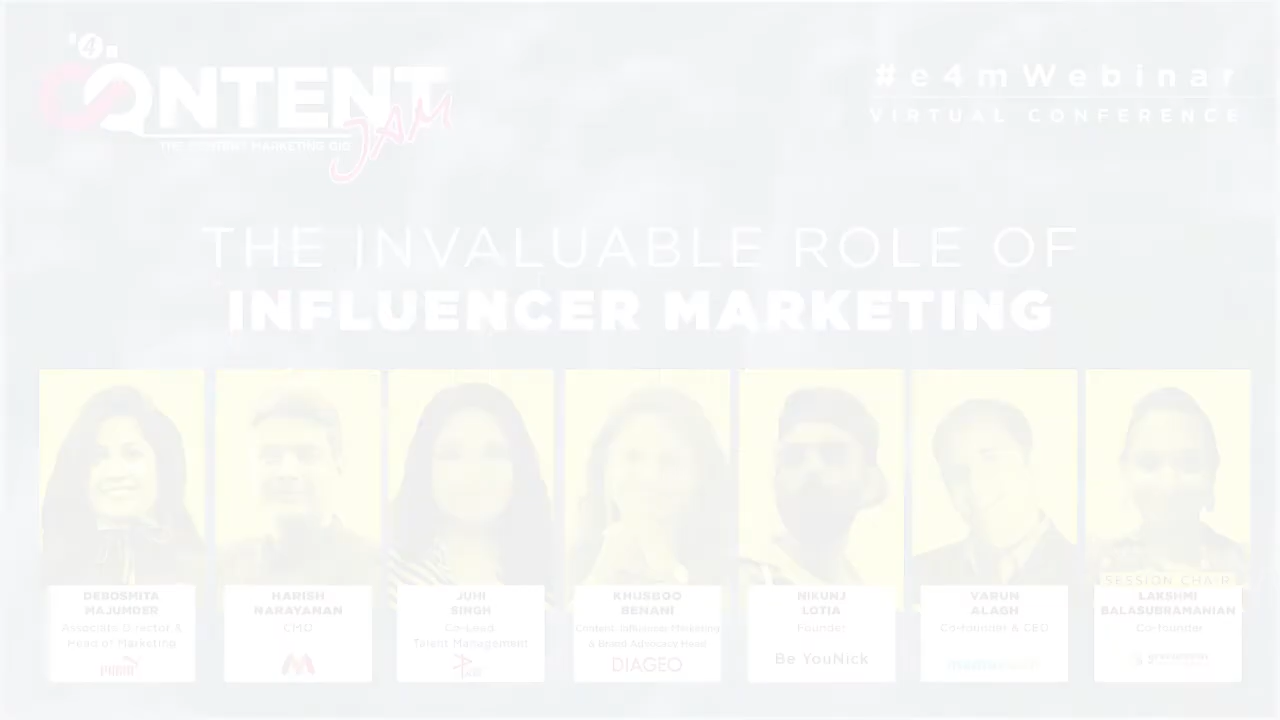 4
CONTENT
JAM
THE CONTENT MARKETING GIG
#e4mWebinar
VIRTUAL CONFERENCE
THE INVALUABLE ROLE OF
INFLUENCER MARKETING
DEBOSMITA
MAJUMDER
Associate Director &
Head of Marketing
PUMA
HARISH
NARAYANAN
CMO
JUHI
SINGH
Co-Lead
Talent Management
KHUSBOO
BENANI
Content, Influencer Marketing
& Brand Advocacy Head
DIAGEO
NIKUNJ
LOTIA
Founder
Be YouNick
VARUN
ALAGH
Co-founder & CEO
mamaearth
SESSION CHAIR
LAKSHMI
BALASUBRAMANIAN
Co-founder